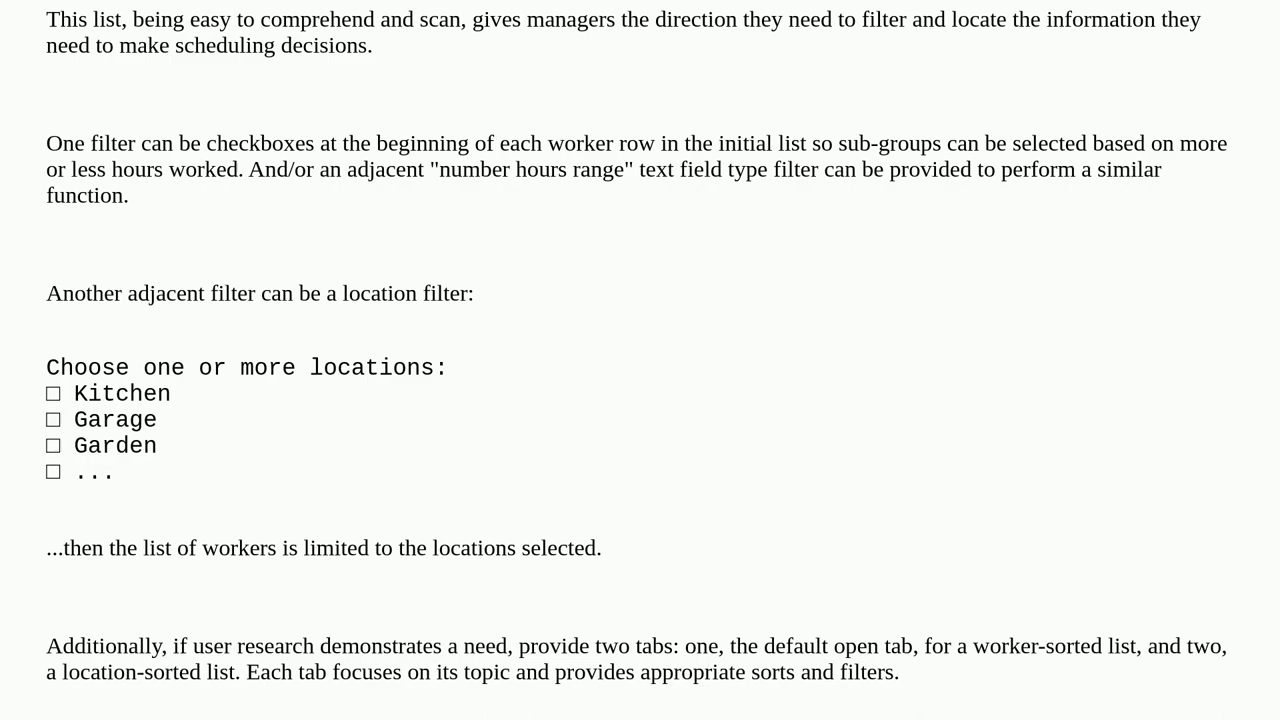 This list, being easy to comprehend and scan, gives managers the direction they need to filter and locate the information they
need to make scheduling decisions.
One filter can be checkboxes at the beginning of each worker row in the initial list so sub-groups can be selected based on more
or less hours worked. And/or an adjacent "number hours range" text field type filter can be provided to perform a similar
function.
Another adjacent filter can be a location filter:
Choose one or more locations:
□ Kitchen
□ Garage
□ Garden
□ ...
...then the list of workers is limited to the locations selected.
Additionally, if user research demonstrates a need, provide two tabs: one, the default open tab, for a worker-sorted list, and two,
a location-sorted list. Each tab focuses on its topic and provides appropriate sorts and filters.